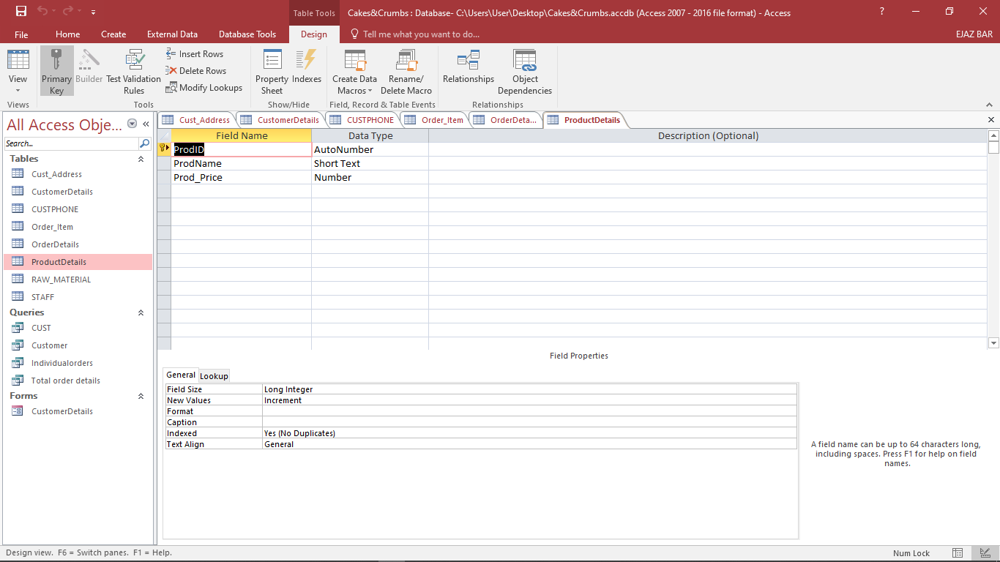 Table Tools
Cakes&Crumbs : Database- C:\Users\User\Desktop\Cakes&Crumbs.accdb (Access 2007 - 2016 file format) - Access
?
File
Home
Create
External Data
Database Tools
Design
Tell me what you want to do...
EJAZ BAR
View
Primary Key
Builder
Test Validation Rules
Insert Rows
Delete Rows
Modify Lookups
Property Sheet
Indexes
Create Data Macros
Rename/ Delete Macro
Relationships
Object Dependencies
Views
Tools
Show/Hide
Field, Record & Table Events
Relationships
All Access Obje...
Search...
Tables
Cust_Address
CustomerDetails
CUSTPHONE
Order_Item
OrderDetails
ProductDetails
RAW_MATERIAL
STAFF
Queries
CUST
Customer
Individualorders
Total order details
Forms
CustomerDetails
Cust_Address
CustomerDetails
CUSTPHONE
Order_Item
OrderDeta...
ProductDetails
Field Name
Data Type
Description (Optional)
ProdID
AutoNumber
ProdName
Short Text
Prod_Price
Number
Field Properties
General
Lookup
Field Size
Long Integer
New Values
Increment
Format
Caption
Indexed
Yes (No Duplicates)
Text Align
General
A field name can be up to 64 characters long,
including spaces. Press F1 for help on field
names.
Design view. F6 = Switch panes. F1 = Help.
Num Lock